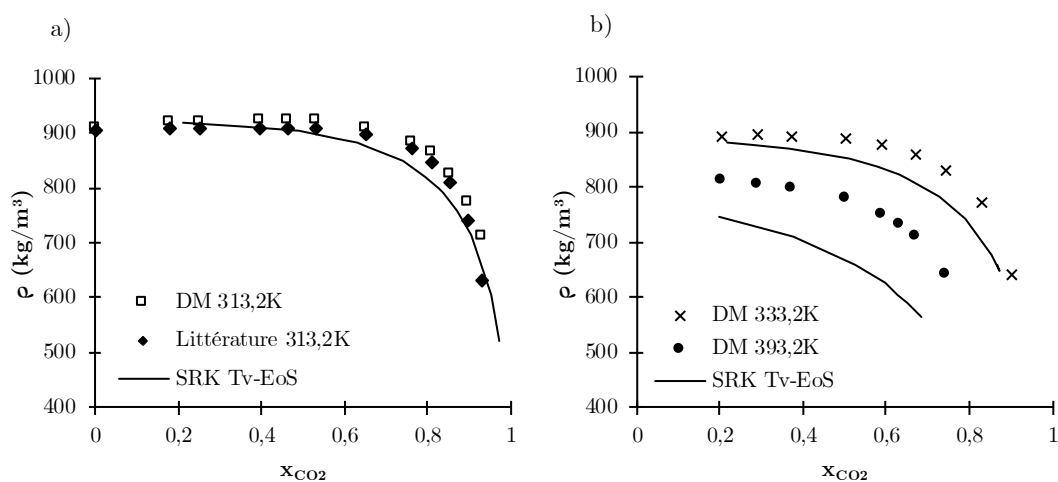 a)
1000
900
800
700
600
500
400
ρ (kg/m³)
0
0,2
0,4
0,6
0,8
1
xCO2
DM 313,2K
Littérature 313,2K
SRK Tv-EoS
b)
1000
900
800
700
600
500
400
ρ (kg/m³)
0
0,2
0,4
0,6
0,8
1
xCO2
DM 333,2K
DM 393,2K
SRK Tv-EoS